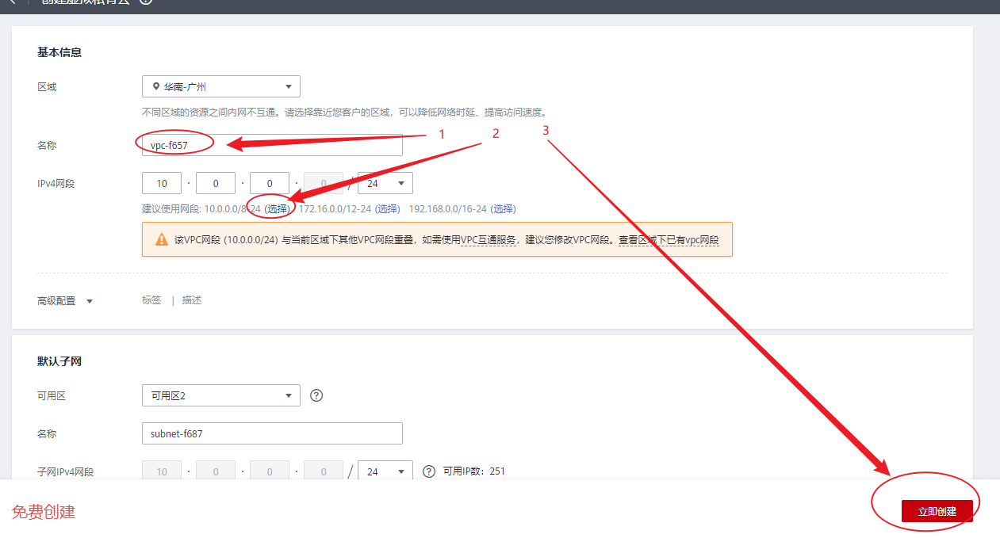 创建虚拟私有云
基本信息
区域 华南-广州
不同区域的资源之间内网不互通。请选择靠近您客户的区域，可以降低网络时延、提高访问速度。
1 2 3
名称 vpc-f657
IPv4网段 10 · 0 · 0 · 0 / 24
建议使用网段: 10.0.0.0/8-24 (选择) 172.16.0.0/12-24 (选择) 192.168.0.0/16-24 (选择)
该VPC网段 (10.0.0.0/24) 与当前区域下其他VPC网段重叠，如需使用VPC互通服务，建议您修改VPC网段。查看区域下已有vpc网段
高级配置 标签 | 描述
默认子网
可用区 可用区2 ?
名称 subnet-f687
子网IPv4网段 10 · 0 · 0 · 0 / 24 ? 可用IP数：251
免费创建 立即创建